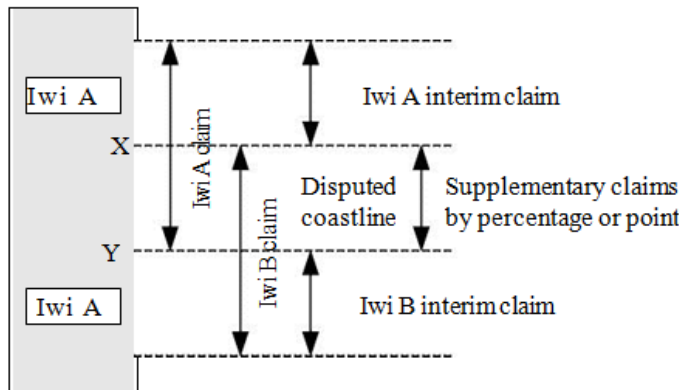 Iwi A
Iwi A interim claim
X
Iwi A claim
Disputed
coastline
Supplementary claims
by percentage or point
Y
Iwi B claim
Iwi A
Iwi B interim claim